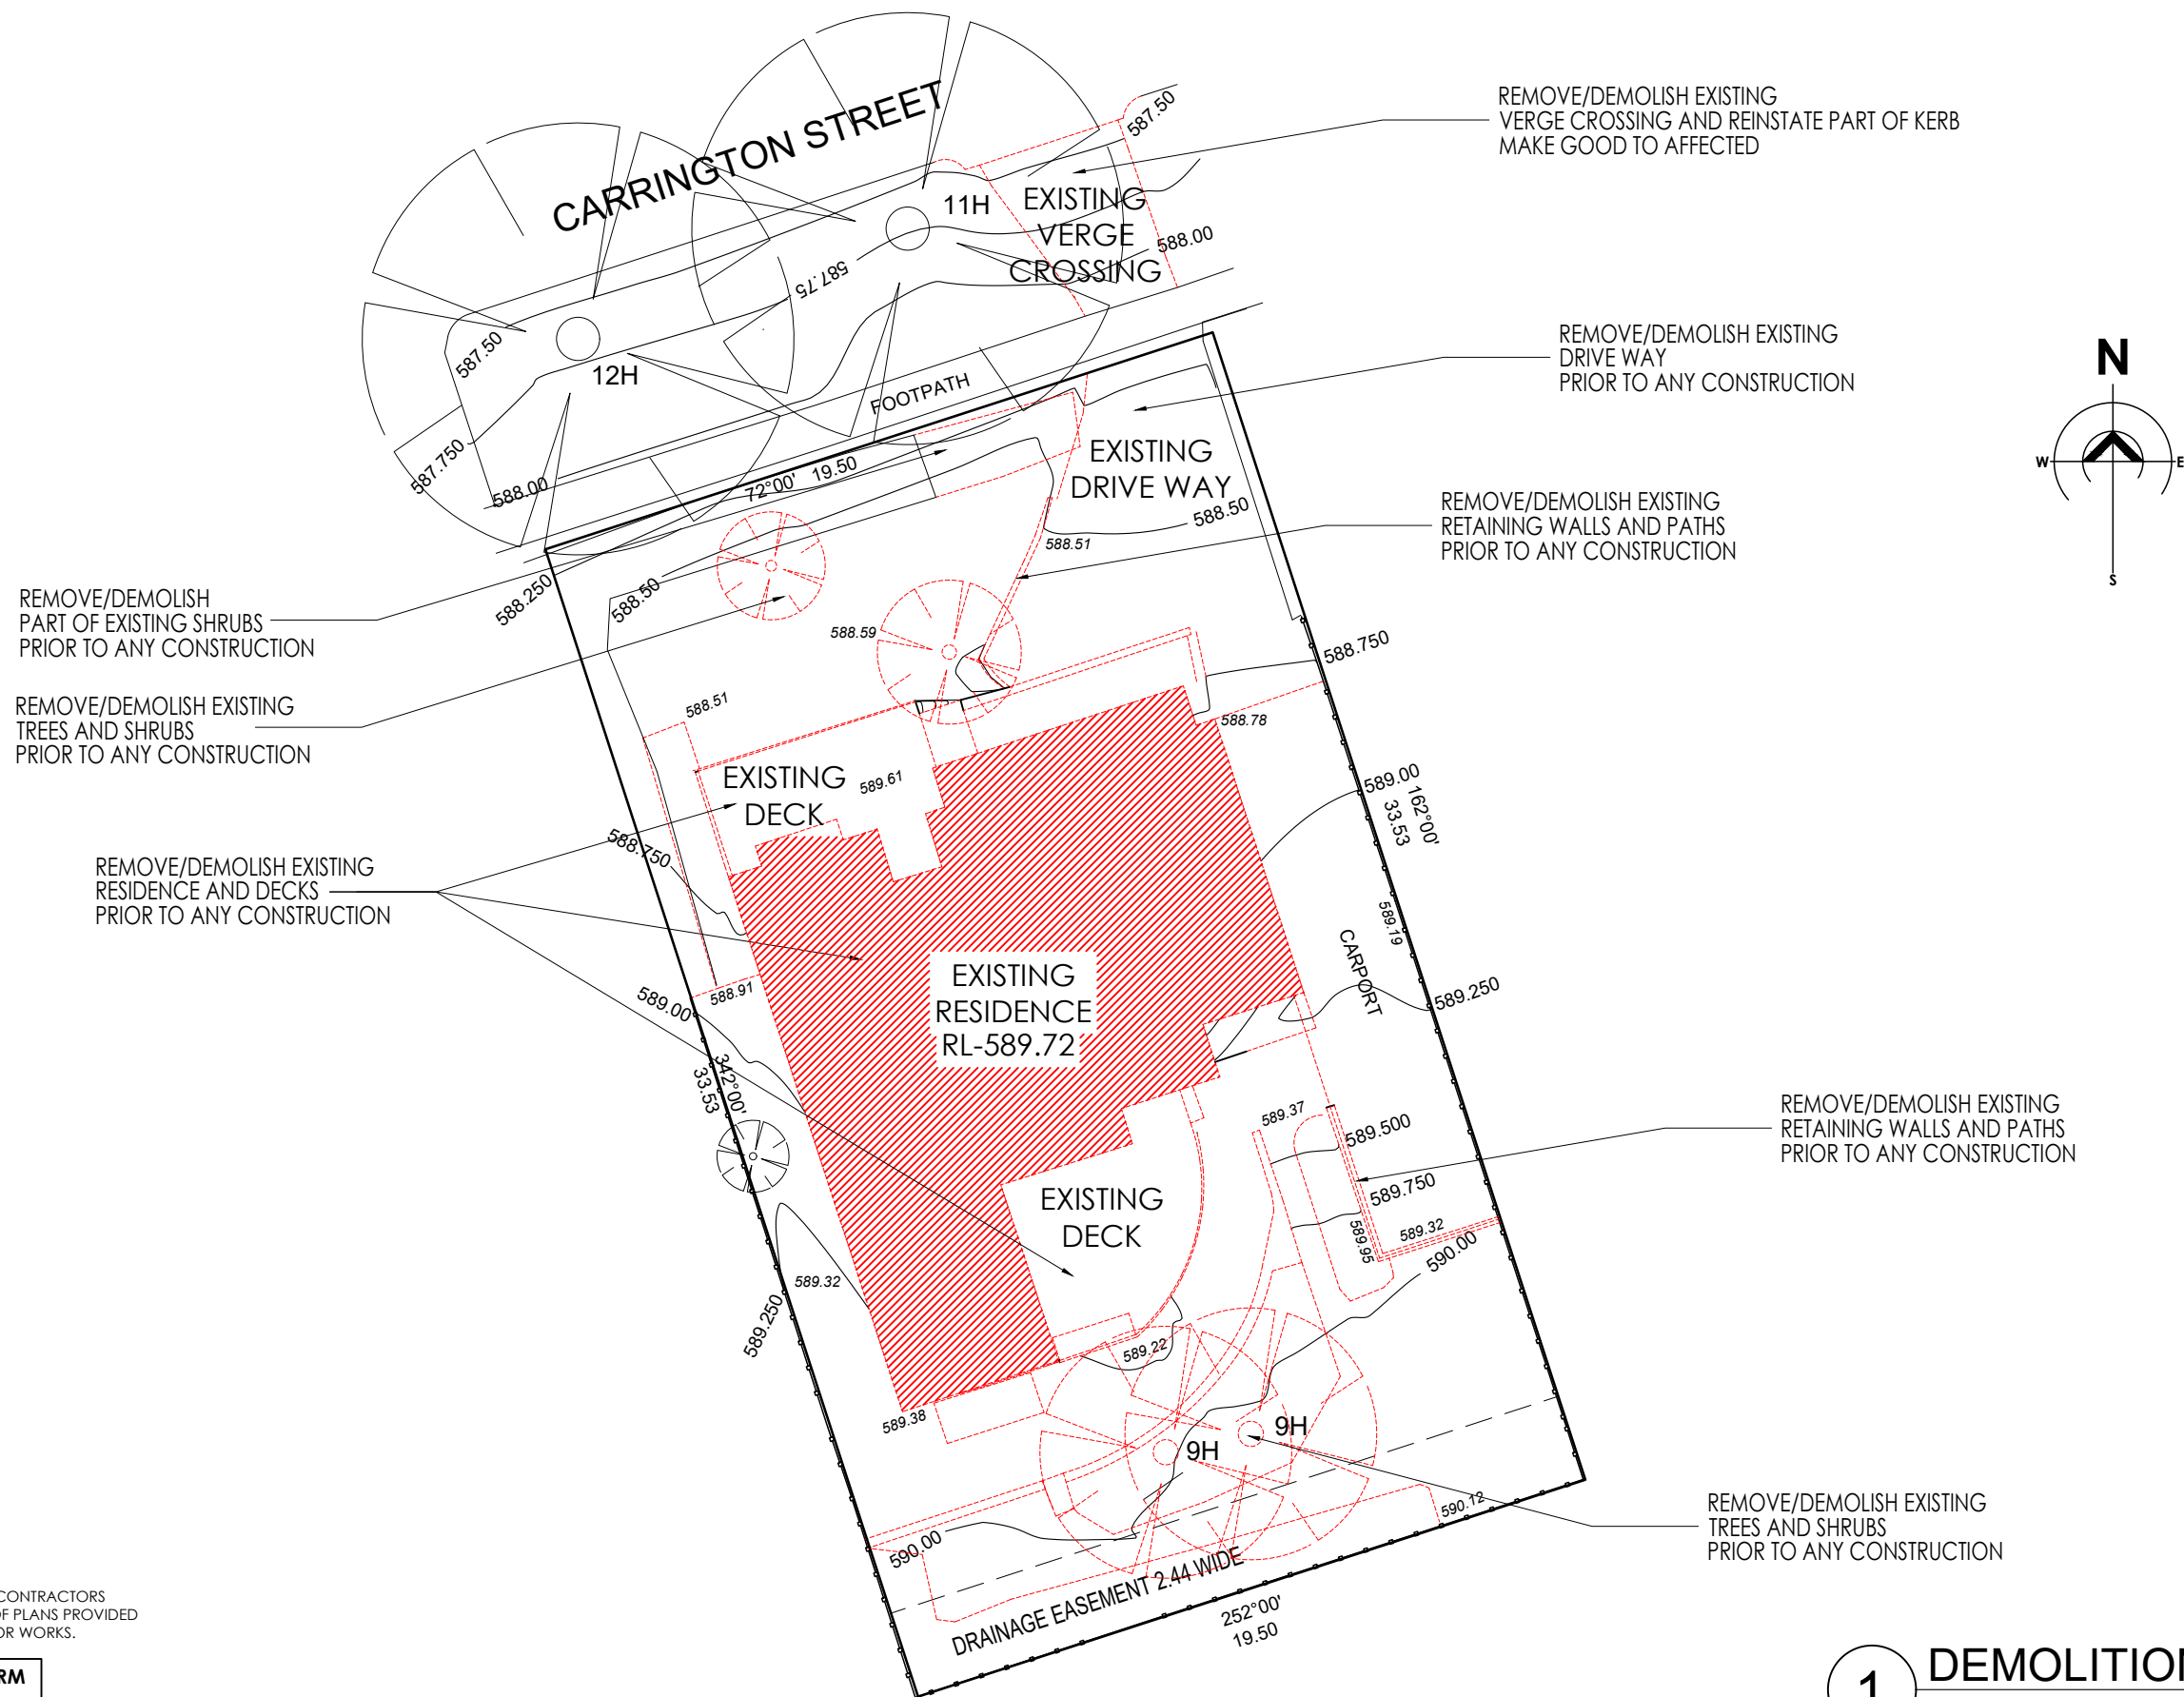 CARRINGTON STREET
REMOVE/DEMOLISH EXISTING
VERGE CROSSING AND REINSTATE PART OF KERB
MAKE GOOD TO AFFECTED
587.50
11H
EXISTING
VERGE
CROSSING
588.00
587.75
587.50
12H
587.750
588.00
FOOTPATH
72°00' 19.50
REMOVE/DEMOLISH EXISTING
DRIVE WAY
PRIOR TO ANY CONSTRUCTION
N
W
E
S
EXISTING
DRIVE WAY
588.50
588.51
REMOVE/DEMOLISH EXISTING
RETAINING WALLS AND PATHS
PRIOR TO ANY CONSTRUCTION
588.250
588.50
REMOVE/DEMOLISH
PART OF EXISTING SHRUBS
PRIOR TO ANY CONSTRUCTION
588.59
588.750
REMOVE/DEMOLISH EXISTING
TREES AND SHRUBS
PRIOR TO ANY CONSTRUCTION
588.51
588.78
EXISTING
DECK
589.61
589.00
162°00'
33.53
588.750
REMOVE/DEMOLISH EXISTING
RESIDENCE AND DECKS
PRIOR TO ANY CONSTRUCTION
589.19
CARPORT
EXISTING
RESIDENCE
RL-589.72
588.91
589.00
589.250
342°00'
33.53
589.37
589.500
REMOVE/DEMOLISH EXISTING
RETAINING WALLS AND PATHS
PRIOR TO ANY CONSTRUCTION
EXISTING
DECK
589.750
589.95
589.32
590.00
589.32
589.250
589.22
589.38
9H
9H
590.12
REMOVE/DEMOLISH EXISTING
TREES AND SHRUBS
PRIOR TO ANY CONSTRUCTION
590.00
DRAINAGE EASEMENT 2.44 WIDE
252°00'
19.50
CONTRACTORS
OF PLANS PROVIDED
OR WORKS.
RM
1
DEMOLITION